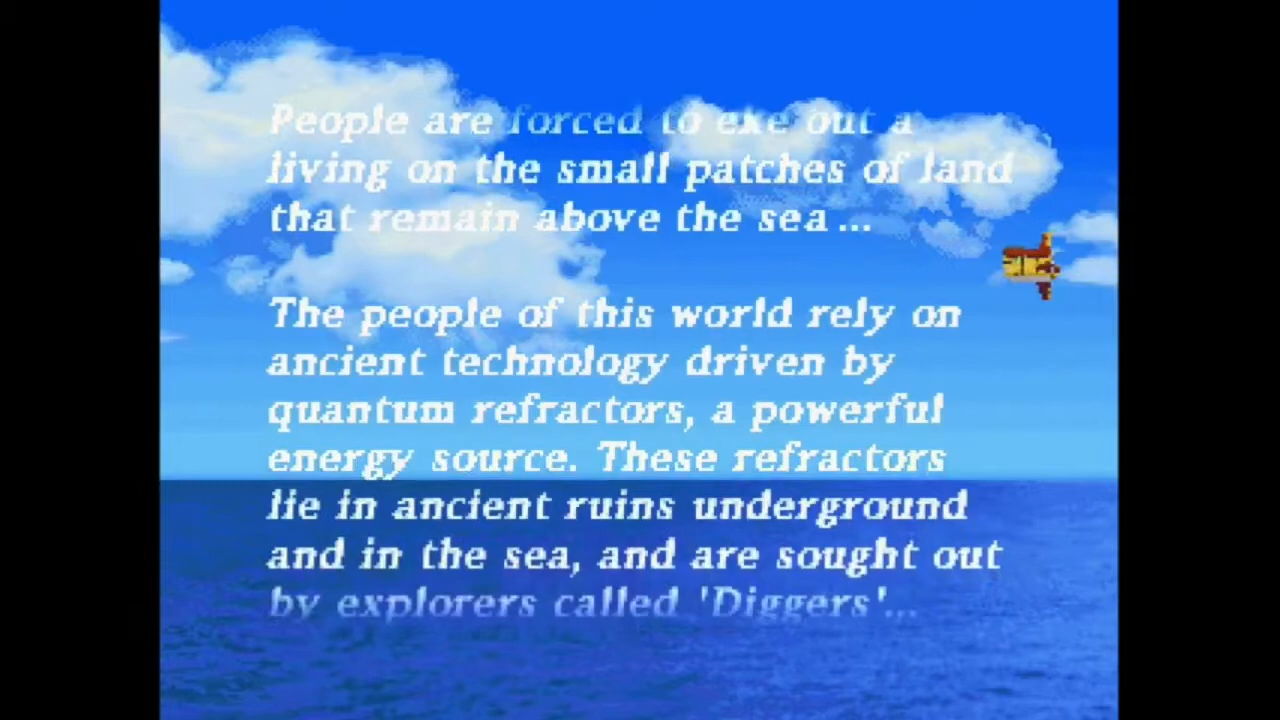 People are forced to exe out a
living on the small patches of land
that remain above the sea...

The people of this world rely on
ancient technology driven by
quantum refractors, a powerful
energy source. These refractors
lie in ancient ruins underground
and in the sea, and are sought out
by explorers called 'Diggers'...